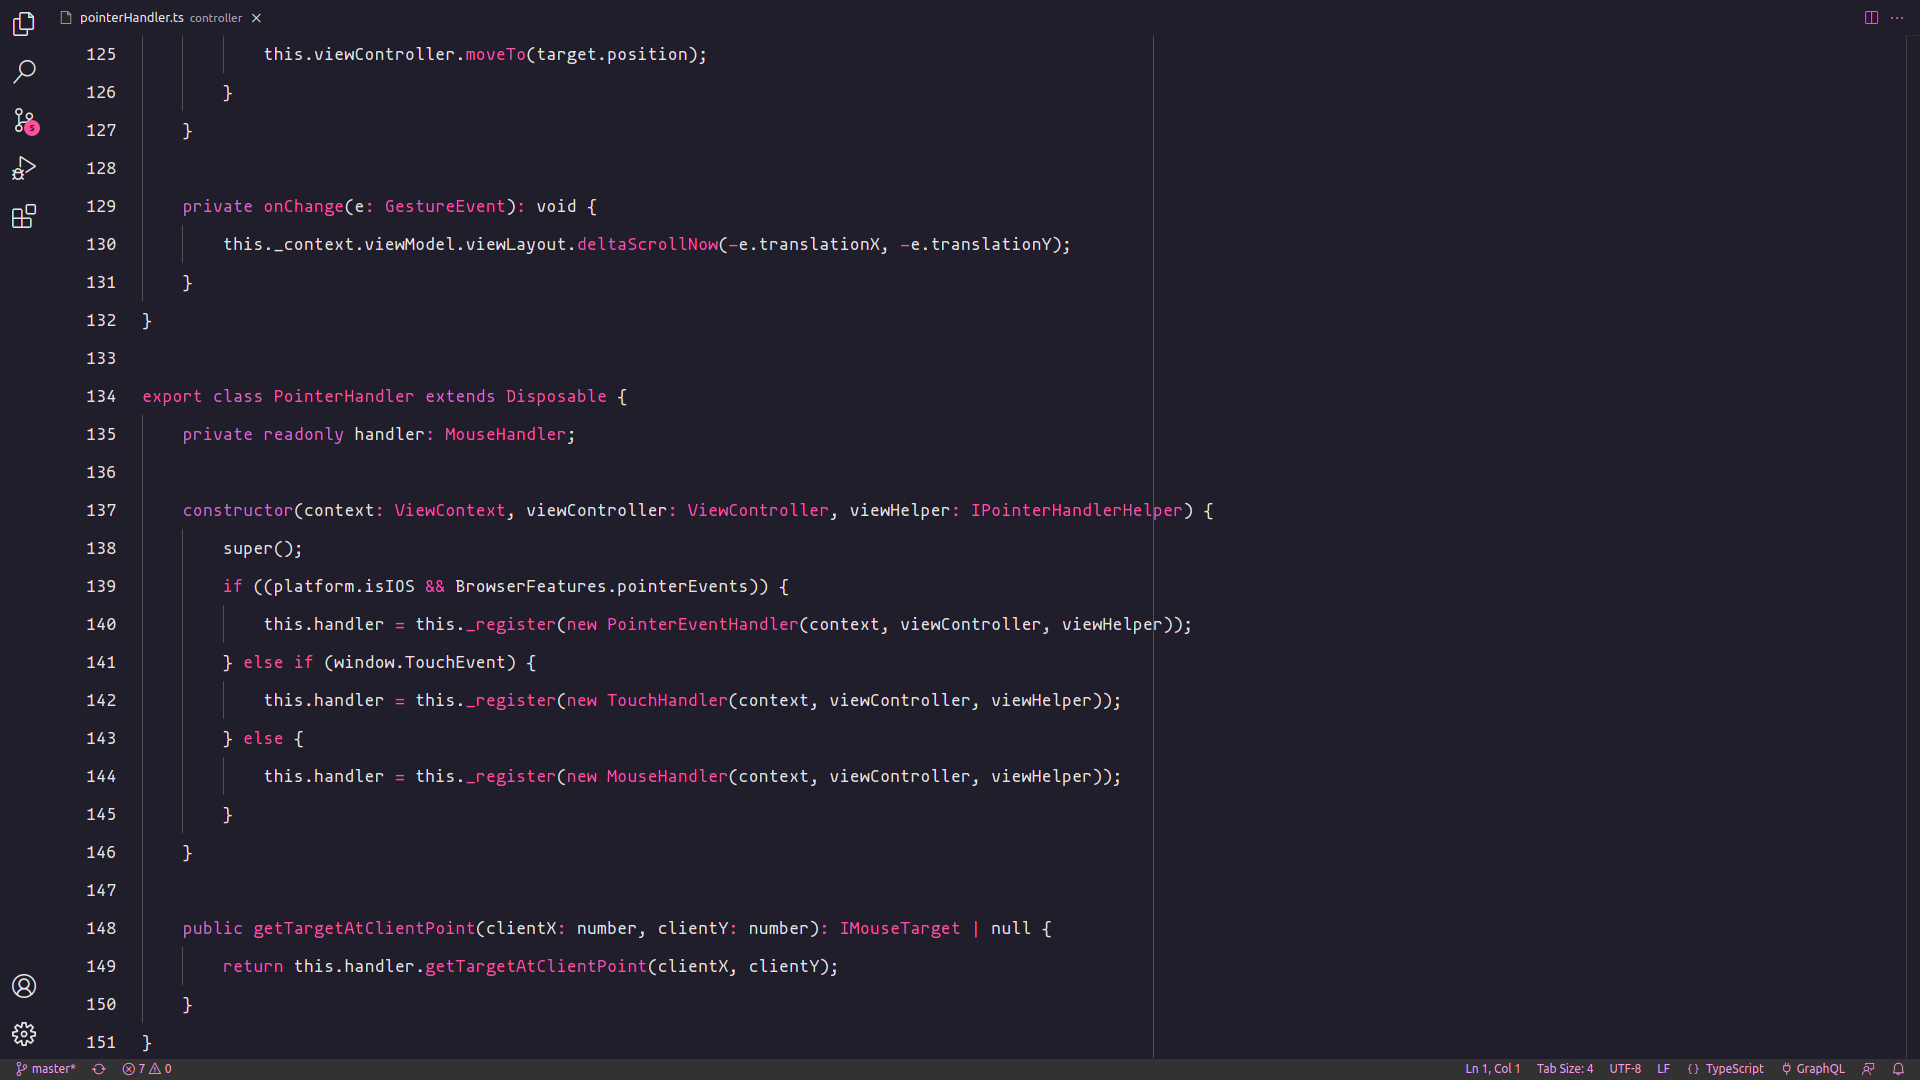 pointerHandler.ts controller
125 this.viewController.moveTo(target.position);
126 }
127 }
128
129 private onChange(e: GestureEvent): void {
130 this._context.viewModel.viewLayout.deltaScrollNow(-e.translationX, -e.translationY);
131 }
132 }
133
134 export class PointerHandler extends Disposable {
135 private readonly handler: MouseHandler;
136
137 constructor(context: ViewContext, viewController: ViewController, viewHelper: IPointerHandlerHelper) {
138 super();
139 if ((platform.isIOS && BrowserFeatures.pointerEvents)) {
140 this.handler = this._register(new PointerEventHandler(context, viewController, viewHelper));
141 } else if (window.TouchEvent) {
142 this.handler = this._register(new TouchHandler(context, viewController, viewHelper));
143 } else {
144 this.handler = this._register(new MouseHandler(context, viewController, viewHelper));
145 }
146 }
147
148 public getTargetAtClientPoint(clientX: number, clientY: number): IMouseTarget | null {
149 return this.handler.getTargetAtClientPoint(clientX, clientY);
150 }
151 }
5
master* 7 0 Ln 1, Col 1 Tab Size: 4 UTF-8 LF {} TypeScript GraphQL